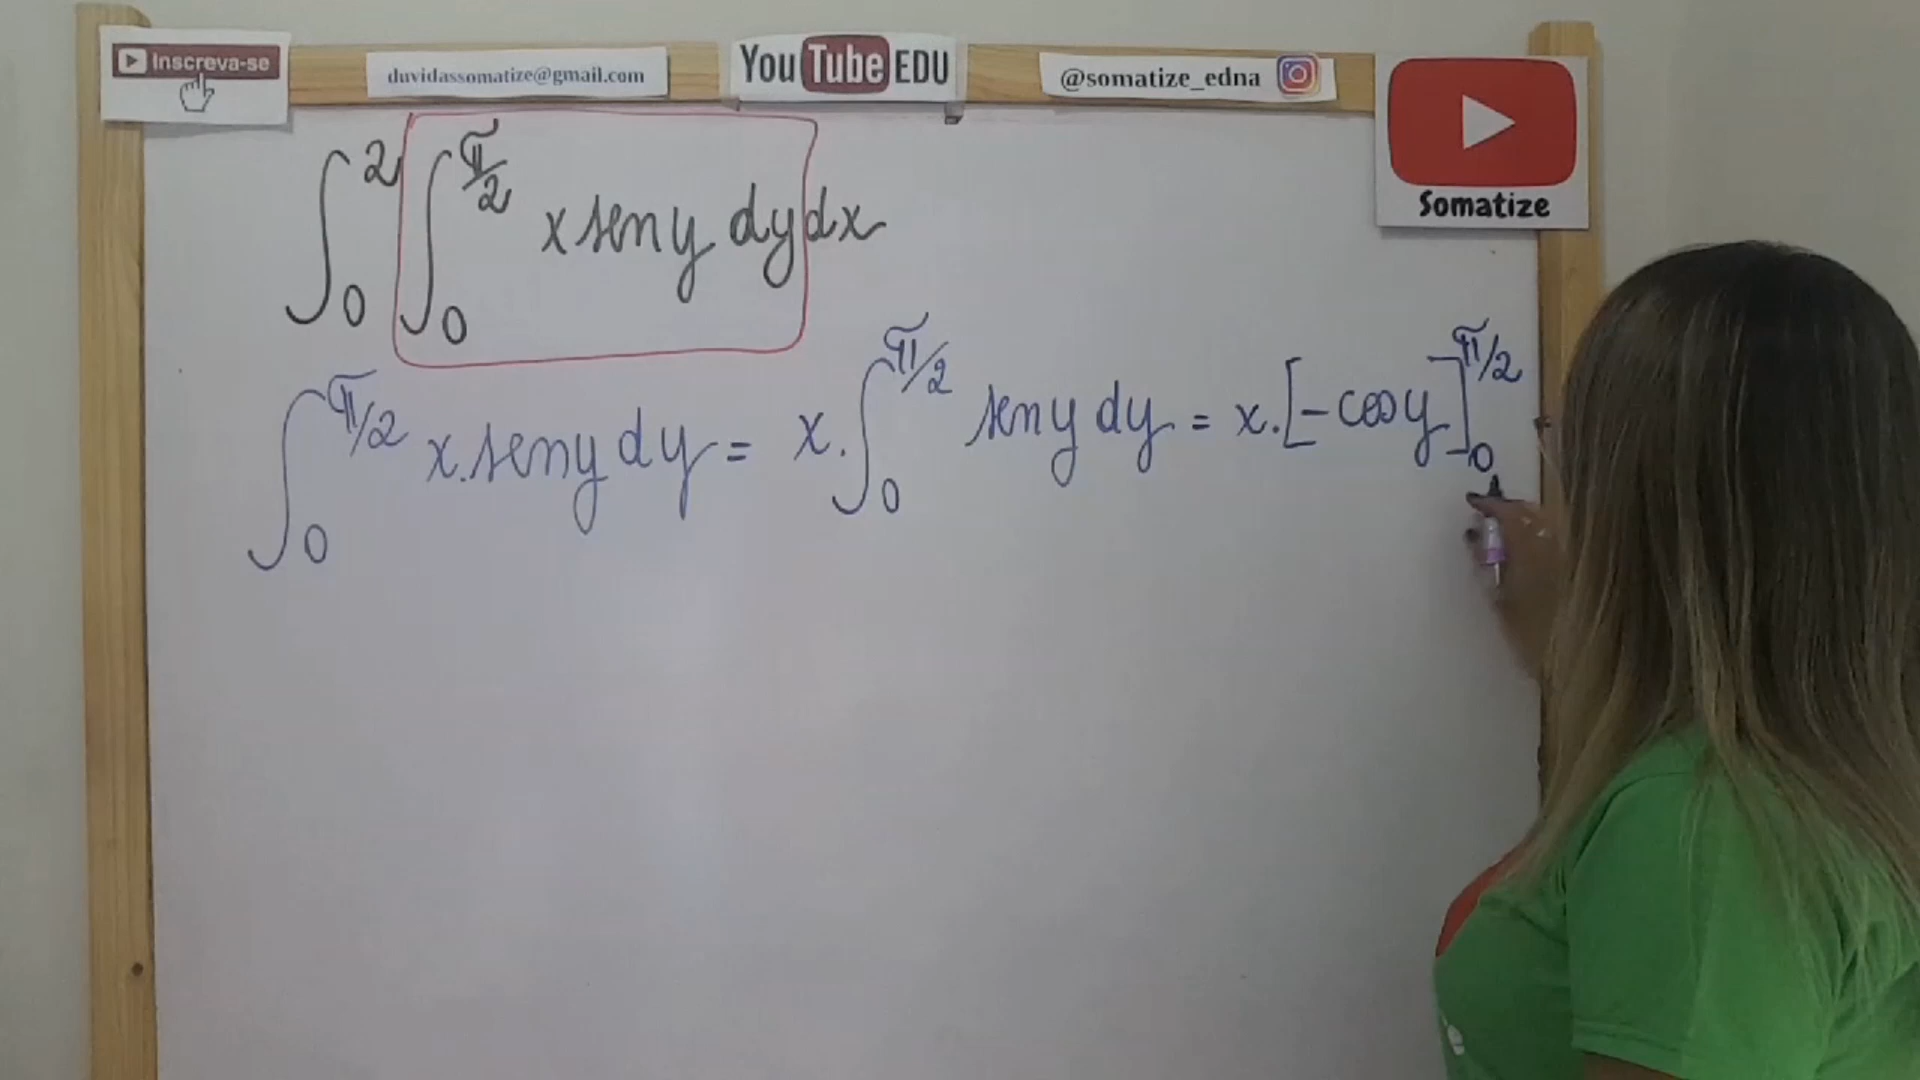 Inscreva-se
duvidassomatize@gmail.com
YouTube EDU
@somatize_edna
Somatize
∫₀² ∫₀^{π/2} x sen y dy dx
∫₀^{π/2} x.sen y dy = x.∫₀^{π/2} sen y dy = x.[-cos y]₀^{π/2}